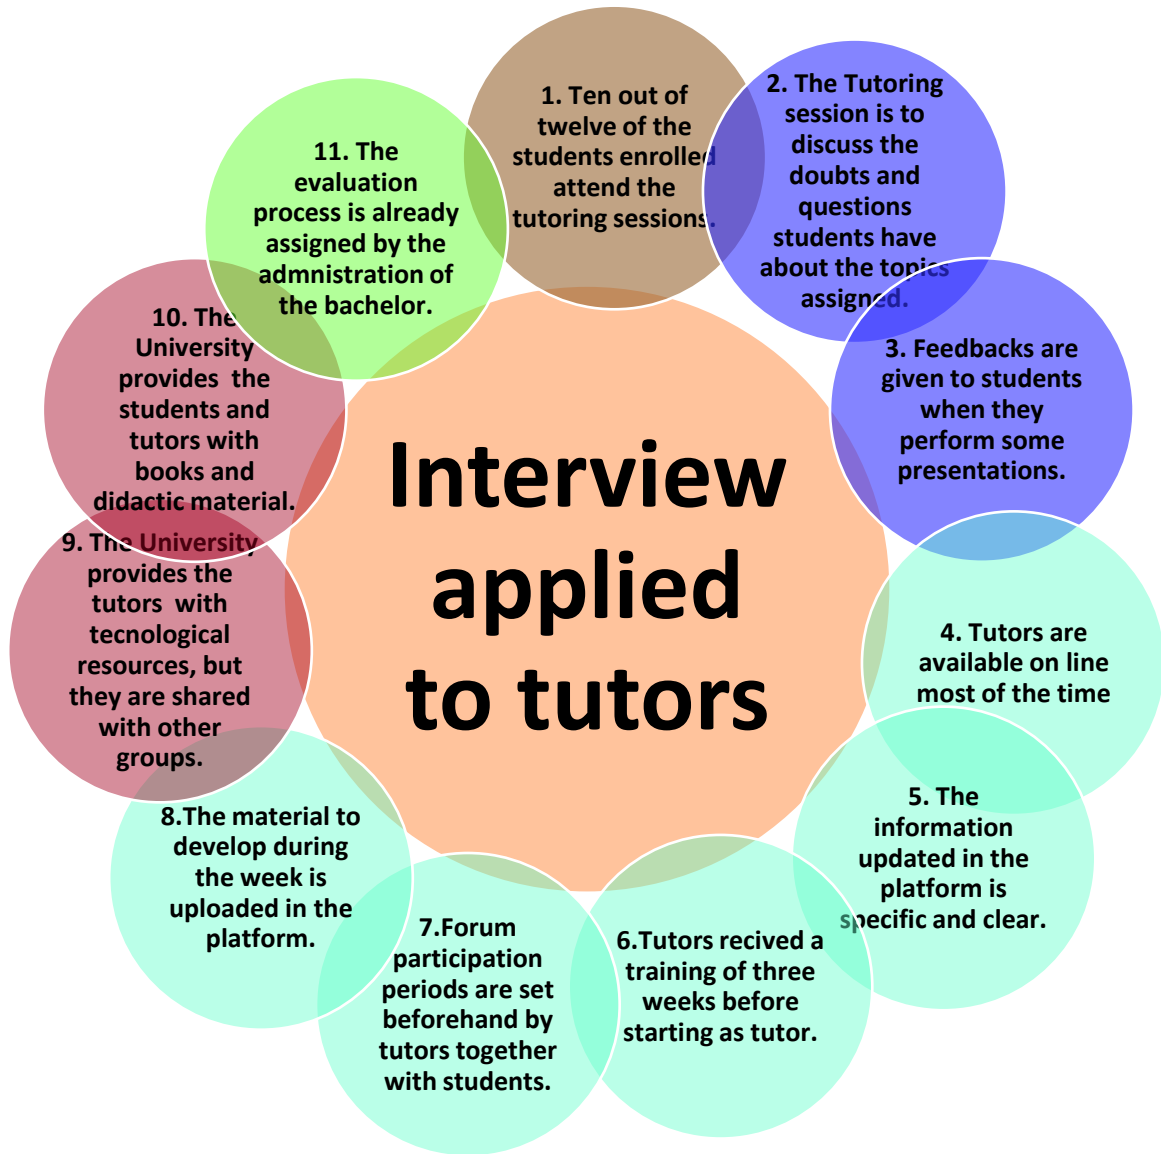 Interview
applied
to tutors
1. Ten out of
twelve of the
students enrolled
attend the
tutoring sessions.
2. The Tutoring
session is to
discuss the
doubts and
questions
students have
about the topics
assigned.
3. Feedbacks are
given to students
when they
perform some
presentations.
4. Tutors are
available on line
most of the time
5. The
information
updated in the
platform is
specific and clear.
6.Tutors recived a
training of three
weeks before
starting as tutor.
7.Forum
participation
periods are set
beforehand by
tutors together
with students.
8.The material to
develop during
the week is
uploaded in the
platform.
9. The University
provides the
tutors with
tecnological
resources, but
they are shared
with other
groups.
10. The
University
provides the
students and
tutors with
books and
didactic material.
11. The
evaluation
process is already
assigned by the
admnistration of
the bachelor.